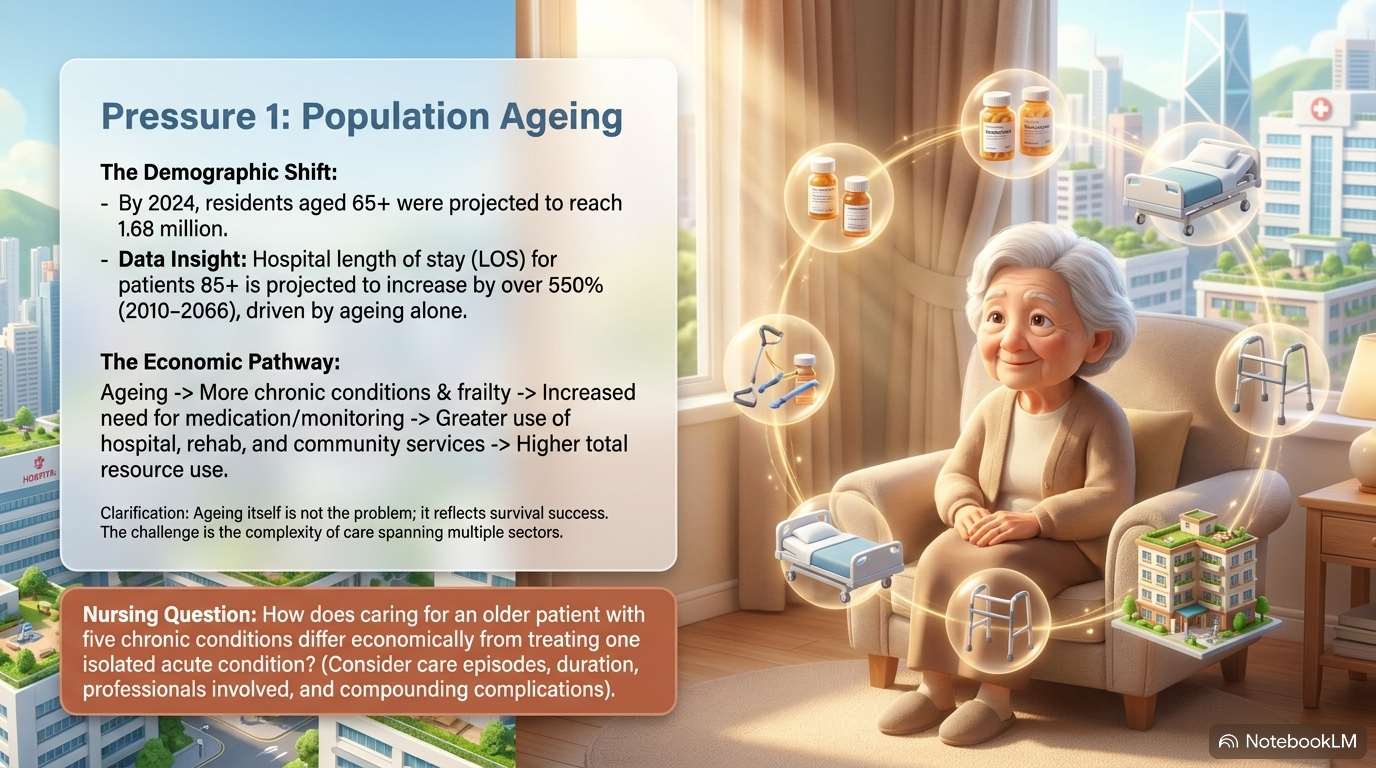 Pressure 1: Population Ageing
The Demographic Shift:
- By 2024, residents aged 65+ were projected to reach
1.68 million.
- Data Insight: Hospital length of stay (LOS) for
patients 85+ is projected to increase by over 550%
(2010–2066), driven by ageing alone.
The Economic Pathway:
Ageing -> More chronic conditions & frailty -> Increased
need for medication/monitoring -> Greater use of
hospital, rehab, and community services -> Higher total
resource use.
Clarification: Ageing itself is not the problem; it reflects survival success.
The challenge is the complexity of care spanning multiple sectors.
Nursing Question: How does caring for an older patient with
five chronic conditions differ economically from treating one
isolated acute condition? (Consider care episodes, duration,
professionals involved, and compounding complications).
NotebookLM